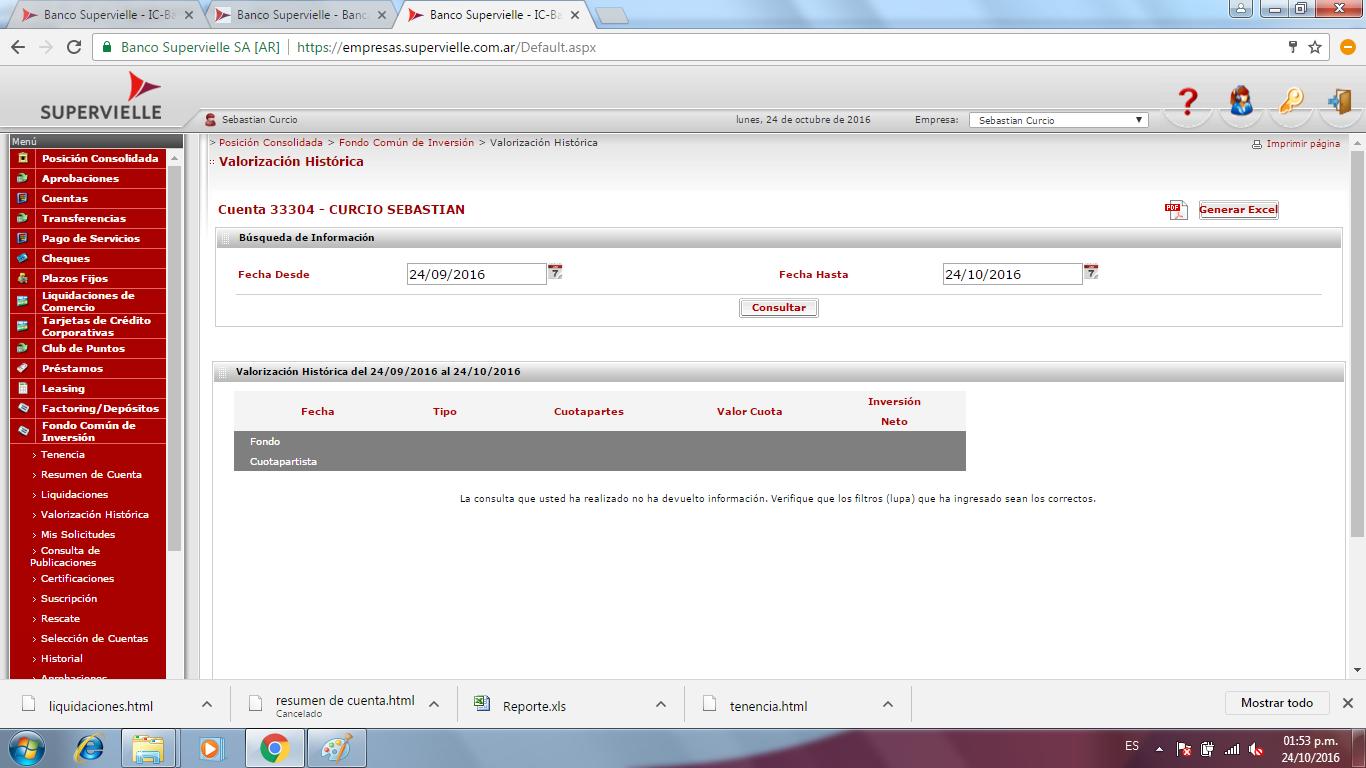 Banco Supervielle - IC-Ba
Banco Supervielle - Banc
Banco Supervielle - IC-Ba
Banco Supervielle SA [AR]
https://empresas.supervielle.com.ar/Default.aspx
SUPERVIELLE
Sebastian Curcio
lunes, 24 de octubre de 2016
Empresa:
Sebastian Curcio
Menú
Posición Consolidada
Aprobaciones
Cuentas
Transferencias
Pago de Servicios
Cheques
Plazos Fijos
Liquidaciones de
Comercio
Tarjetas de Crédito
Corporativas
Club de Puntos
Préstamos
Leasing
Factoring/Depósitos
Fondo Común de
Inversión
> Tenencia
> Resumen de Cuenta
> Liquidaciones
> Valorización Histórica
> Mis Solicitudes
> Consulta de
Publicaciones
> Certificaciones
> Suscripción
> Rescate
> Selección de Cuentas
> Historial
> Aprobaciones
> Posición Consolidada > Fondo Común de Inversión > Valorización Histórica
Imprimir página
:: Valorización Histórica
Cuenta 33304 - CURCIO SEBASTIAN
PDF
Generar Excel
Búsqueda de Información
Fecha Desde
24/09/2016
7
Fecha Hasta
24/10/2016
7
Consultar
Valorización Histórica del 24/09/2016 al 24/10/2016
Fecha
Tipo
Cuotapartes
Valor Cuota
Inversión
Neto
Fondo
Cuotapartista
La consulta que usted ha realizado no ha devuelto información. Verifique que los filtros (lupa) que ha ingresado sean los correctos.
liquidaciones.html
resumen de cuenta.html
Cancelado
Reporte.xls
tenencia.html
Mostrar todo
ES
01:53 p.m.
24/10/2016